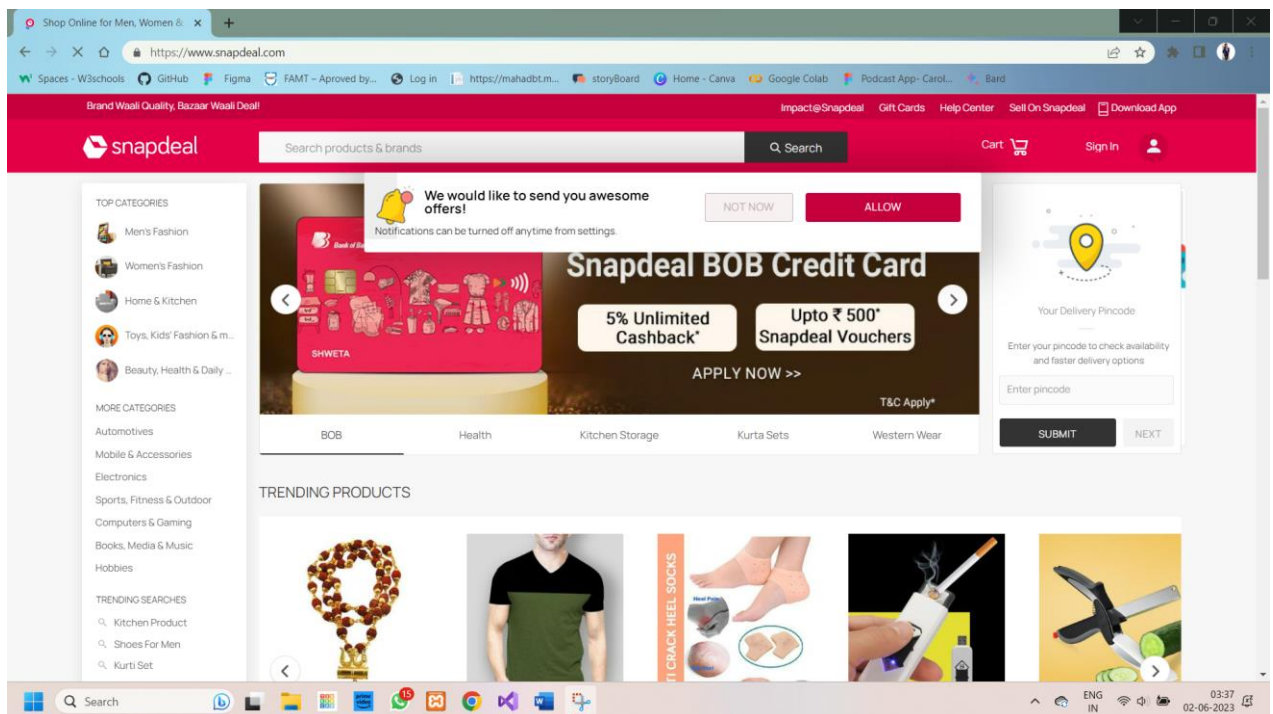 Shop Online for Men, Women &
https://www.snapdeal.com
Spaces - W3schools GitHub Figma FAMT – Aproved by... Log in https://mahadbt.m... storyBoard Home - Canva Google Colab Podcast App- Carol... Bard
Brand Waali Quality, Bazaar Waali Deal!
Impact@Snapdeal Gift Cards Help Center Sell On Snapdeal Download App
snapdeal
Search products & brands
Search
Cart
Sign In
We would like to send you awesome
offers!
Notifications can be turned off anytime from settings.
NOT NOW
ALLOW
TOP CATEGORIES
Men's Fashion
Women's Fashion
Home & Kitchen
Toys, Kids' Fashion & m...
Beauty, Health & Daily ...
MORE CATEGORIES
Automotives
Mobile & Accessories
Electronics
Sports, Fitness & Outdoor
Computers & Gaming
Books, Media & Music
Hobbies
TRENDING SEARCHES
Kitchen Product
Shoes For Men
Kurti Set
Bank of
SHWETA
Snapdeal BOB Credit Card
5% Unlimited
Cashback*
Upto ₹ 500*
Snapdeal Vouchers
APPLY NOW >>
T&C Apply*
BOB Health Kitchen Storage Kurta Sets Western Wear
Your Delivery Pincode
Enter your pincode to check availability
and faster delivery options
Enter pincode
SUBMIT
NEXT
TRENDING PRODUCTS
CRACK HEEL SOCKS
Heel Pain
Search
15
prime
video
ENG
IN
03:37
02-06-2023